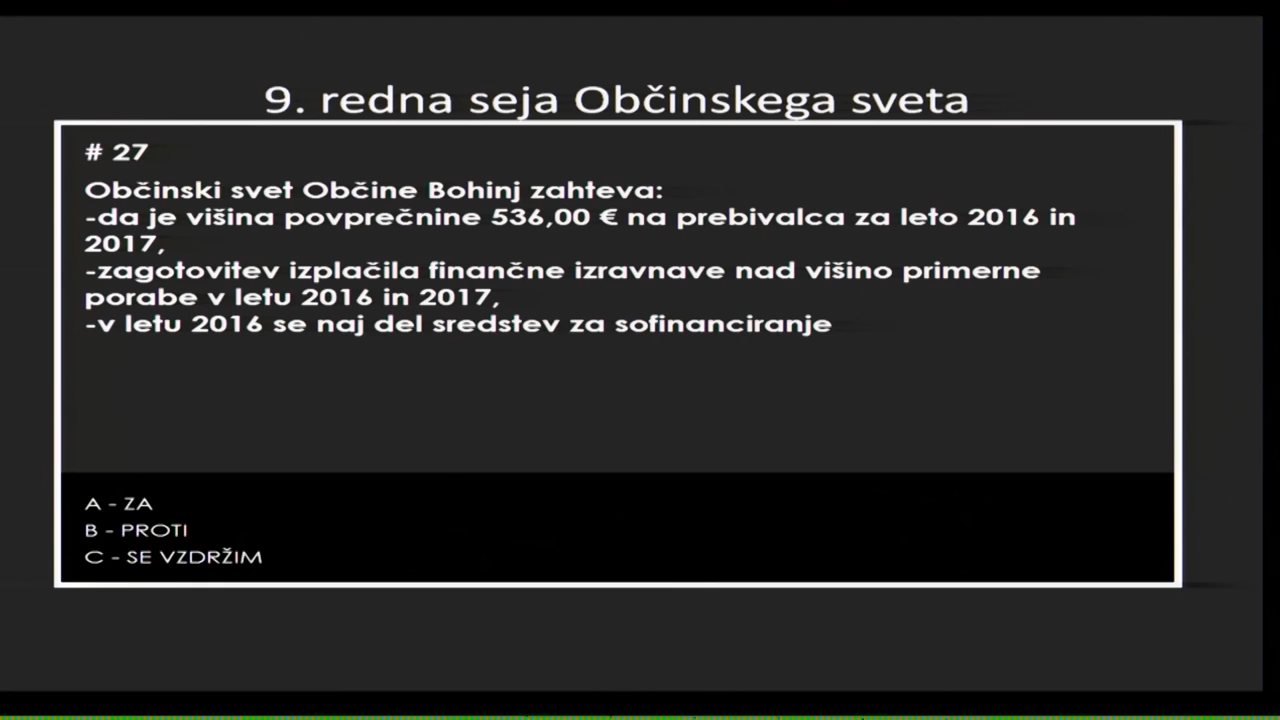 9. redna seja Občinskega sveta
# 27
Občinski svet Občine Bohinj zahteva:
-da je višina povprečnine 536,00 € na prebivalca za leto 2016 in
2017,
-zagotovitev izplačila finančne izravnave nad višino primerne
porabe v letu 2016 in 2017,
-v letu 2016 se naj del sredstev za sofinanciranje
A - ZA
B - PROTI
C - SE VZDRŽIM